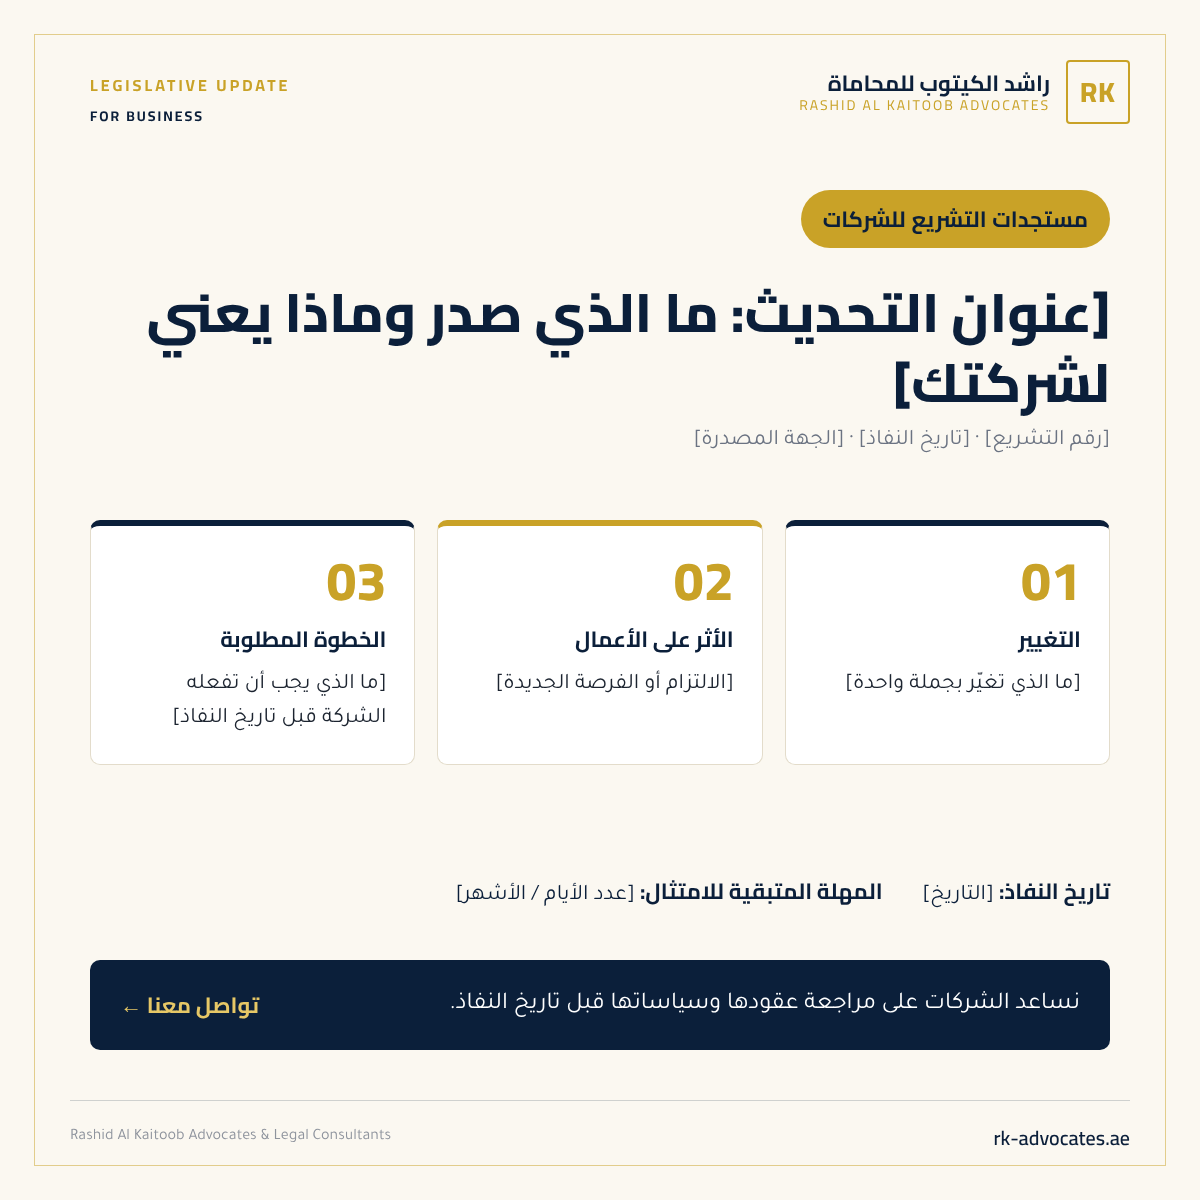 RK
راشد الكيتوب للمحاماة
RASHID AL KAITOOB ADVOCATES
LEGISLATIVE UPDATE
FOR BUSINESS
مستجدات التشريع للشركات
[عنوان التحديث: ما الذي صدر وماذا يعني
لشركتك]
[رقم التشريع] · [تاريخ النفاذ] · [الجهة المصدرة]
01
التغيير
[ما الذي تغيّر بجملة واحدة]
02
الأثر على الأعمال
[الالتزام أو الفرصة الجديدة]
03
الخطوة المطلوبة
[ما الذي يجب أن تفعله
الشركة قبل تاريخ النفاذ]
تاريخ النفاذ: [التاريخ] المهلة المتبقية للامتثال: [عدد الأيام / الأشهر]
نساعد الشركات على مراجعة عقودها وسياساتها قبل تاريخ النفاذ.
تواصل معنا ←
rk-advocates.ae
Rashid Al Kaitoob Advocates & Legal Consultants